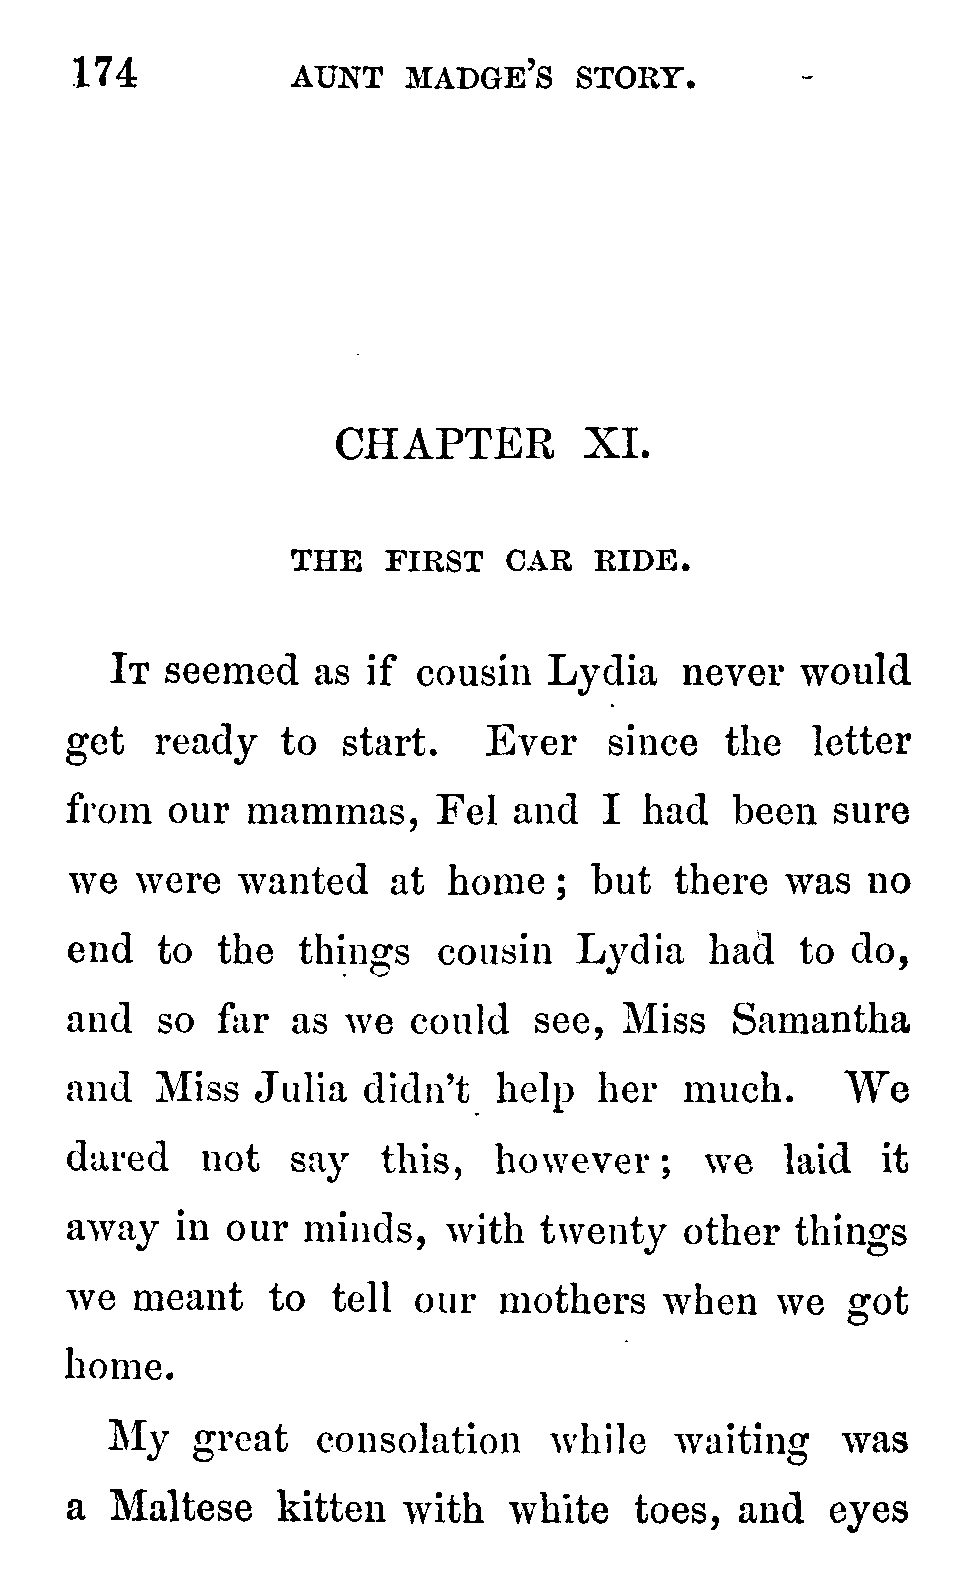 174 AUNT MADGE'S STORY.
CHAPTER XI.
THE FIRST CAR RIDE.
IT seemed as if cousin Lydia never would
get ready to start. Ever since the letter
from our mammas, Fel and I had been sure
we were wanted at home; but there was no
end to the things cousin Lydia had to do,
and so far as we could see, Miss Samantha
and Miss Julia didn't help her much. We
dared not say this, however; we laid it
away in our minds, with twenty other things
we meant to tell our mothers when we got
home.
My great consolation while waiting was
a Maltese kitten with white toes, and eyes